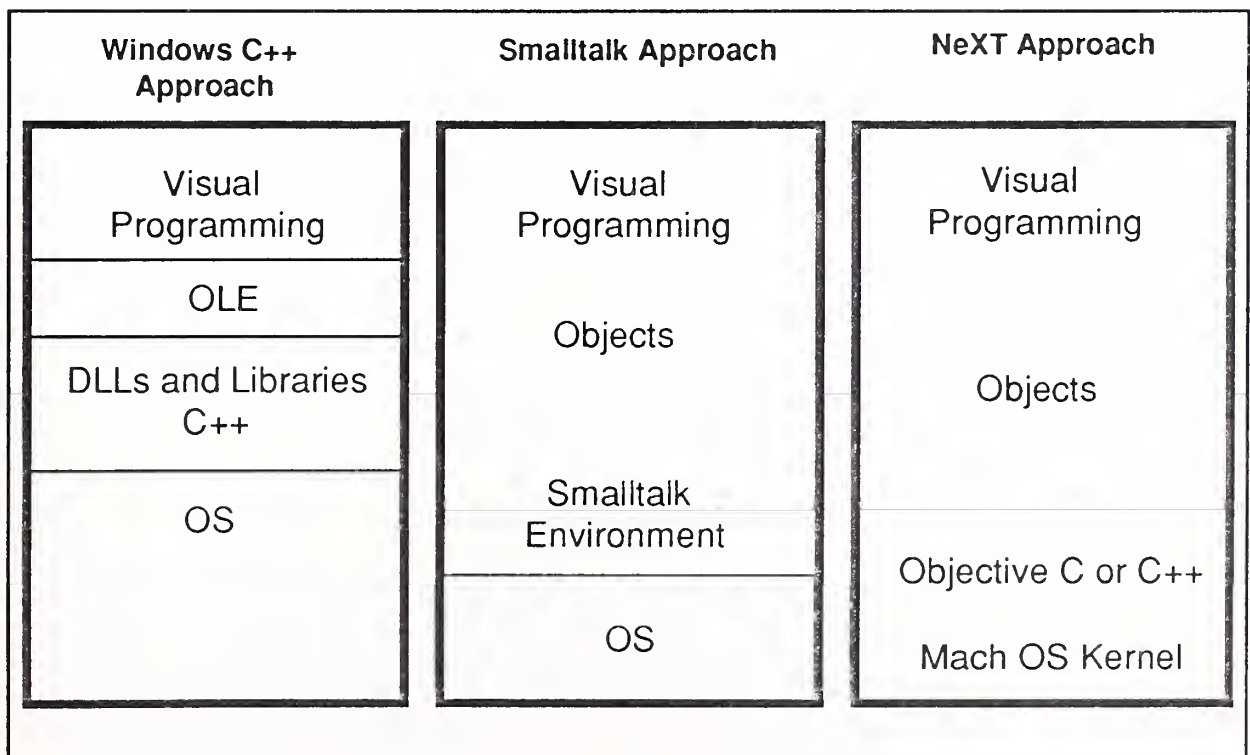 Windows C++
Approach
Visual
Programming
OLE
DLLs and Libraries
C++
OS
Smalltalk Approach
Visual
Programming
Objects
Smalltalk
Environment
OS
NeXT Approach
Visual
Programming
Objects
Objective C or C++
Mach OS Kernel